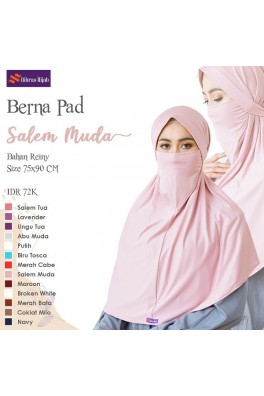 Nibras Hijab
Berna Pad
Salem Muda
Bahan Reiny
Size 75x90 CM
IDR 72K
Salem Tua
Lavender
Ungu Tua
Abu Muda
Putih
Biru Tosca
Merah Cabe
Salem Muda
Maroon
Broken White
Merah Bata
Coklat Milo
Navy